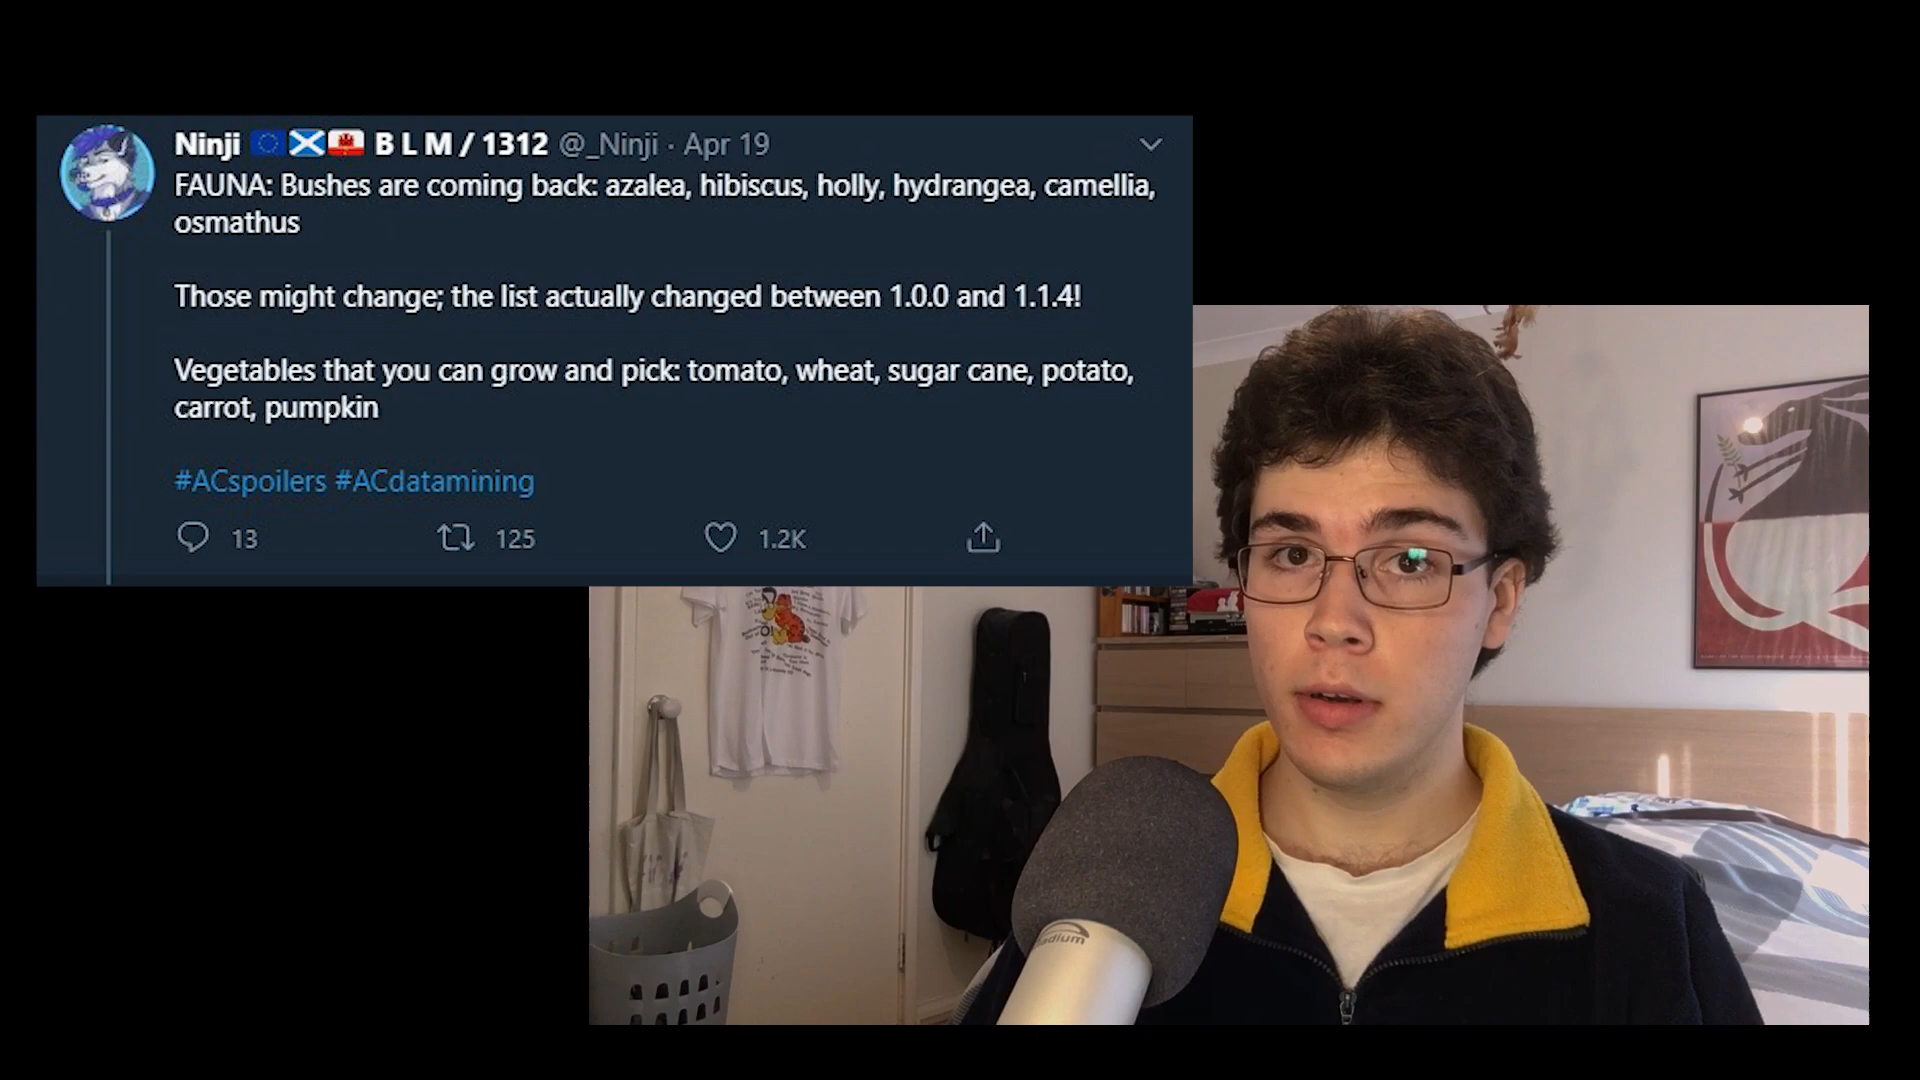 Ninji B L M / 1312 @_Ninji · Apr 19
FAUNA: Bushes are coming back: azalea, hibiscus, holly, hydrangea, camellia,
osmathus
Those might change; the list actually changed between 1.0.0 and 1.1.4!
Vegetables that you can grow and pick: tomato, wheat, sugar cane, potato,
carrot, pumpkin
#ACspoilers #ACdatamining
13 125 1.2K